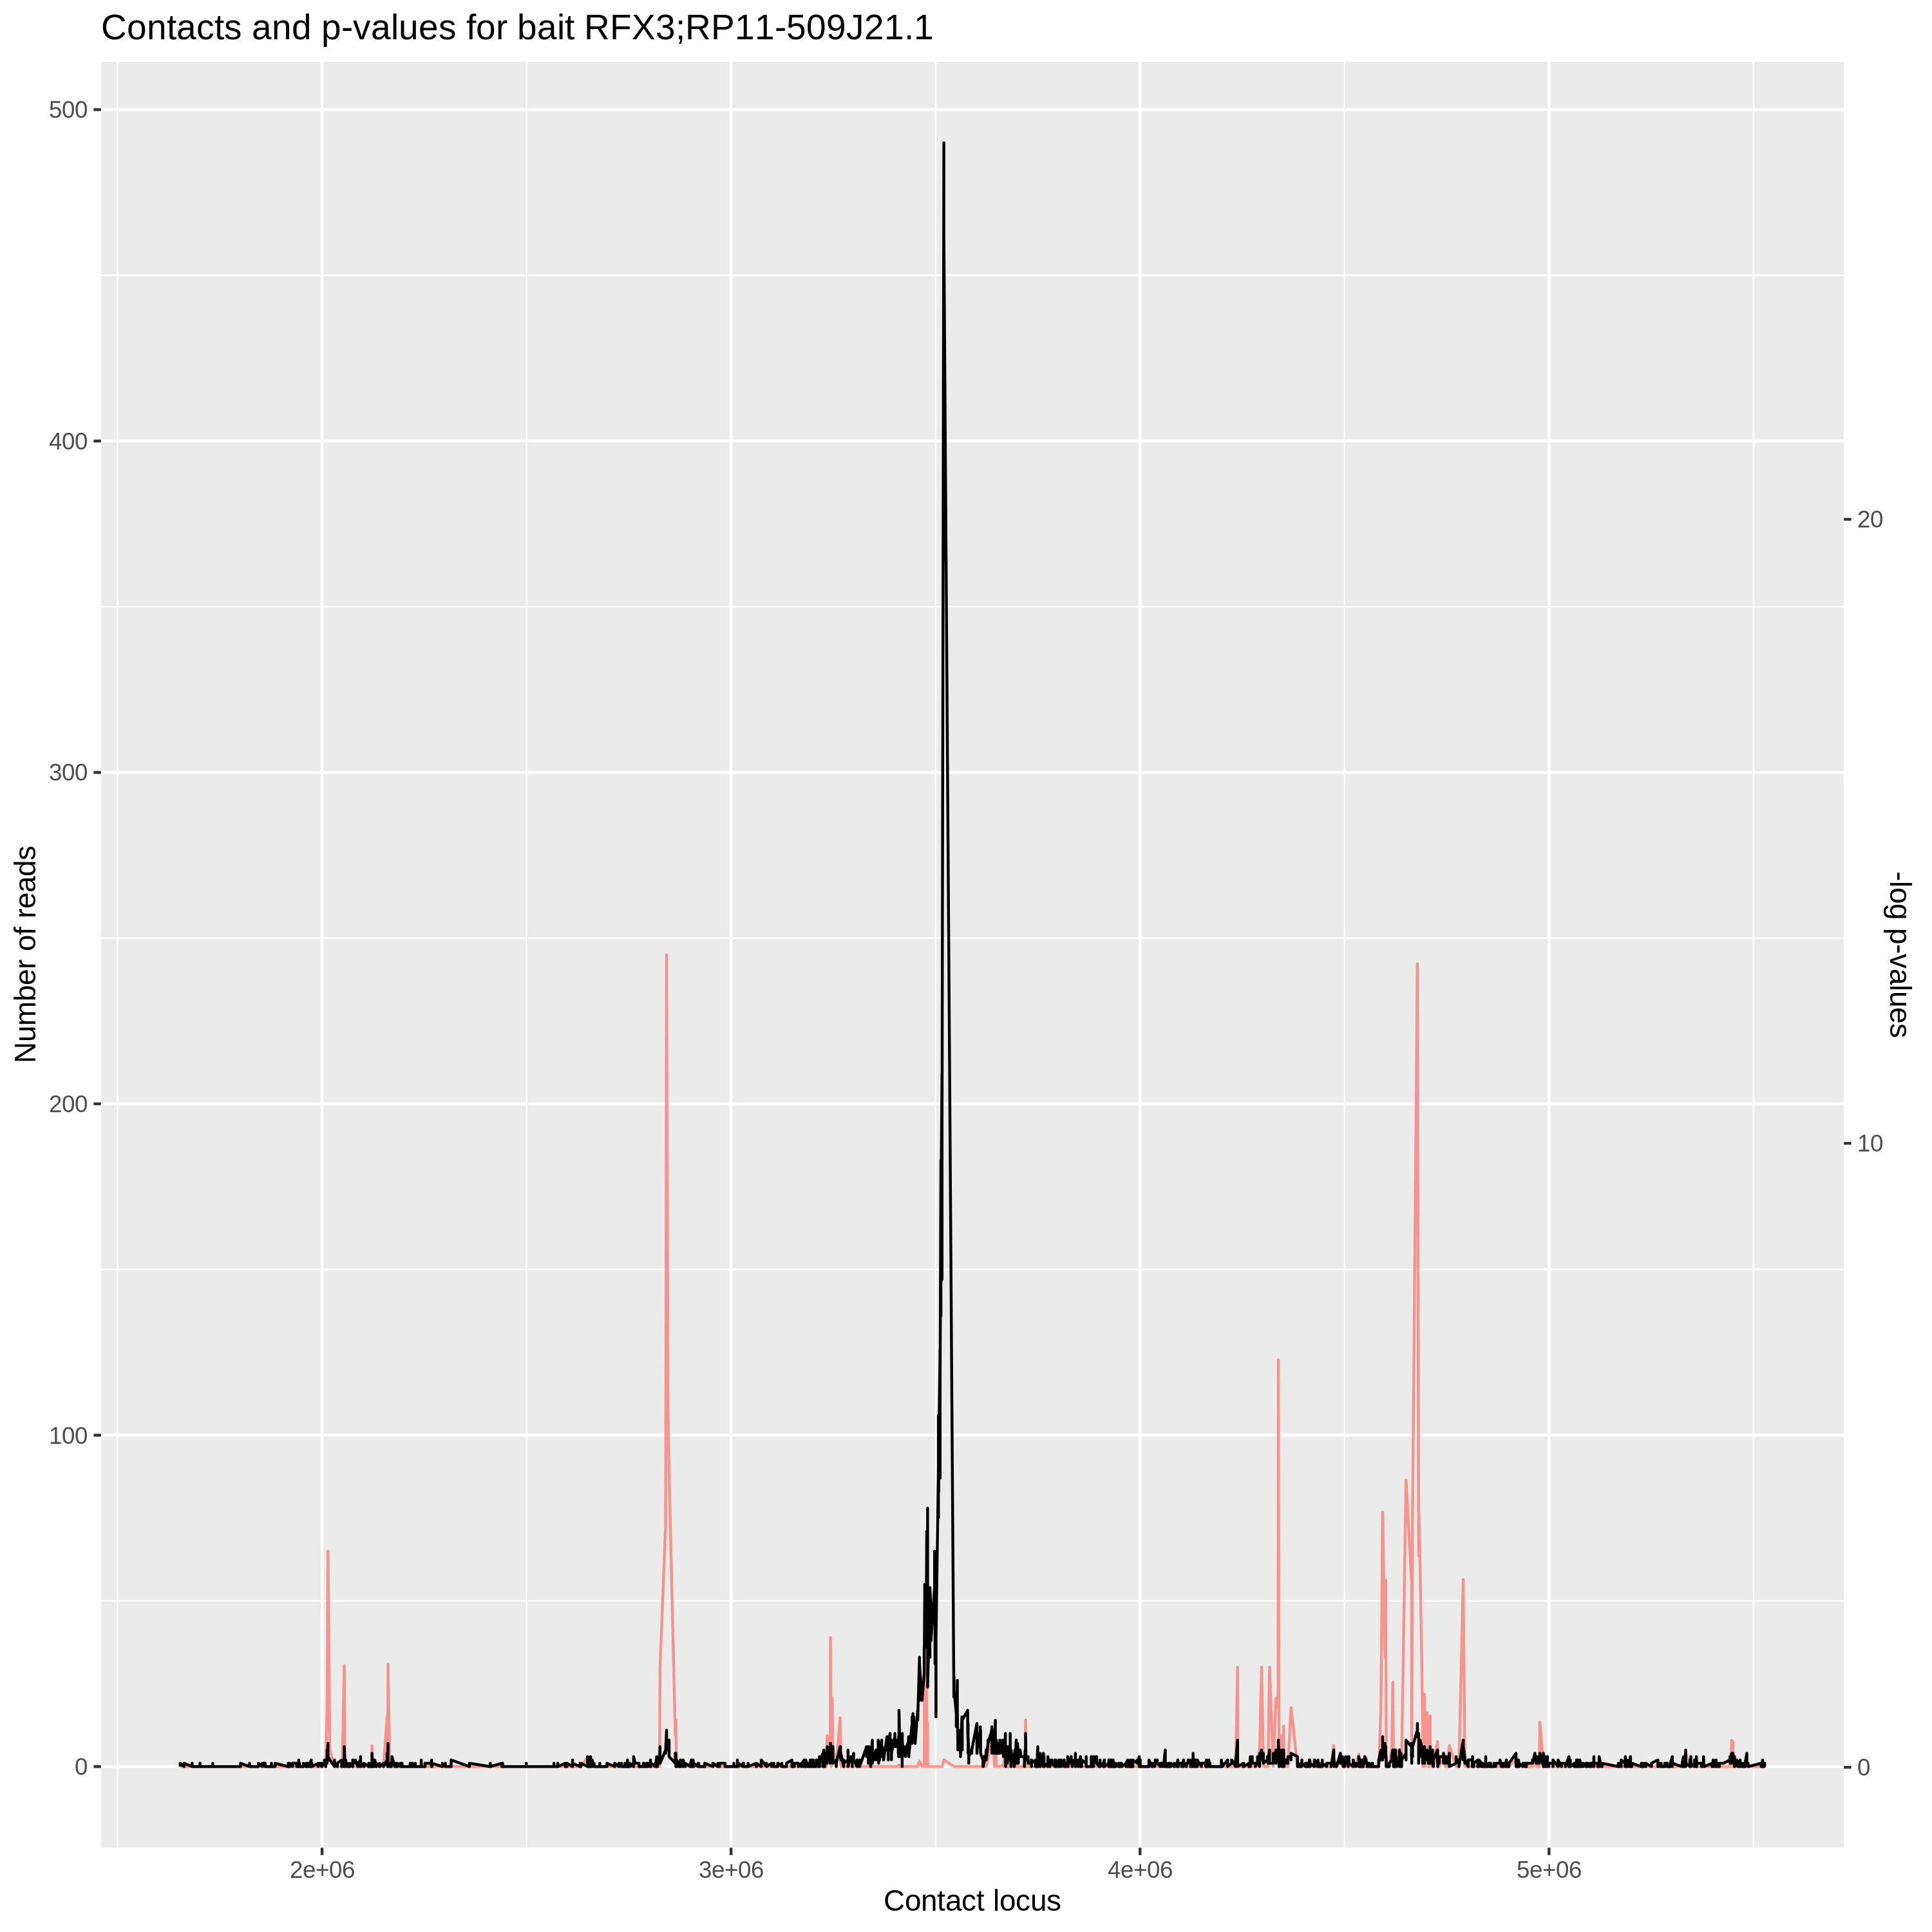 Contacts and p-values for bait RFX3;RP11-509J21.1
500
400
300
200
100
0
Number of reads
20
10
0
-log p-values
2e+06
3e+06
4e+06
5e+06
Contact locus